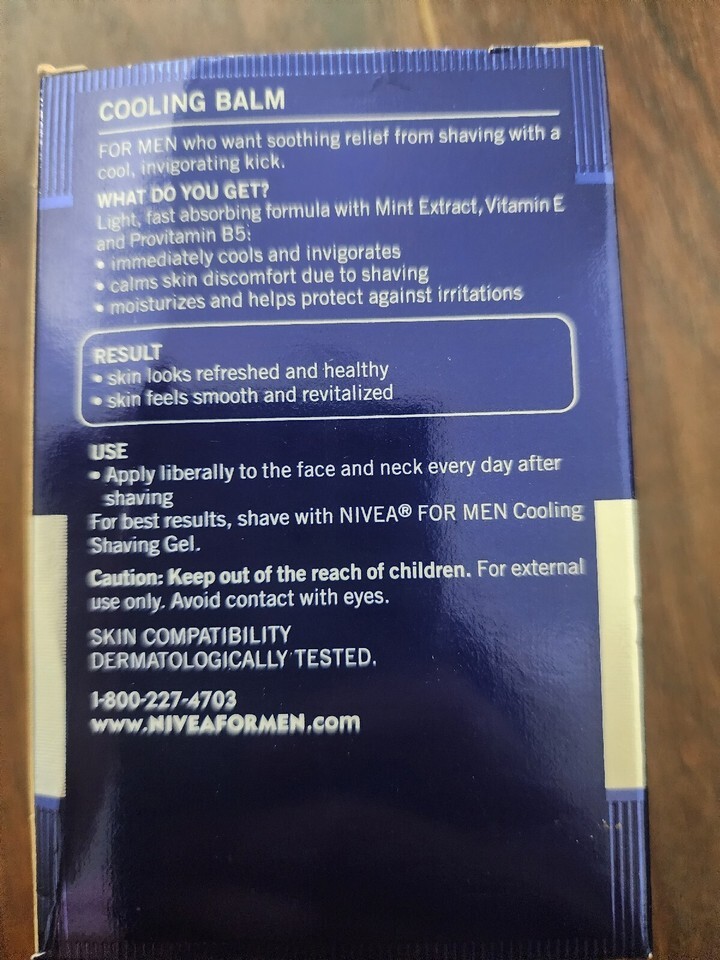 COOLING BALM
FOR MEN who want soothing relief from shaving with a
cool, invigorating kick.
WHAT DO YOU GET?
Light, fast absorbing formula with Mint Extract, Vitamin E
and Provitamin B5:
• immediately cools and invigorates
• calms skin discomfort due to shaving
• moisturizes and helps protect against irritations
RESULT
• skin looks refreshed and healthy
• skin feels smooth and revitalized
USE
• Apply liberally to the face and neck every day after
shaving
For best results, shave with NIVEA® FOR MEN Cooling
Shaving Gel.
Caution: Keep out of the reach of children. For external
use only. Avoid contact with eyes.
SKIN COMPATIBILITY
DERMATOLOGICALLY TESTED.
1-800-227-4703
www.NIVEAFORMEN.com